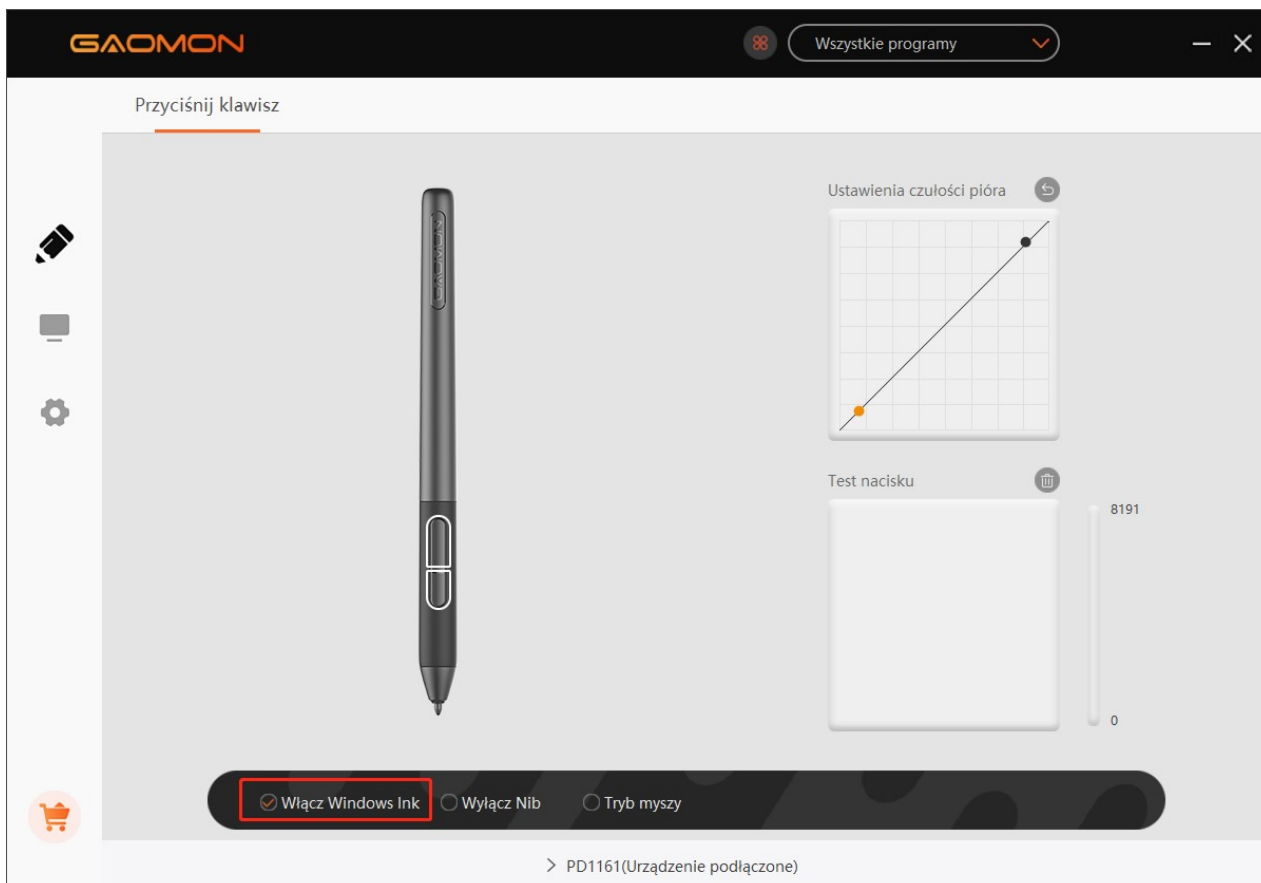 GAOMON
Wszystkie programy
Przyciśnij klawisz
GAOMON
Ustawienia czułości pióra
Test nacisku
8191
0
Włącz Windows Ink
Wyłącz Nib
Tryb myszy
PD1161(Urządzenie podłączone)